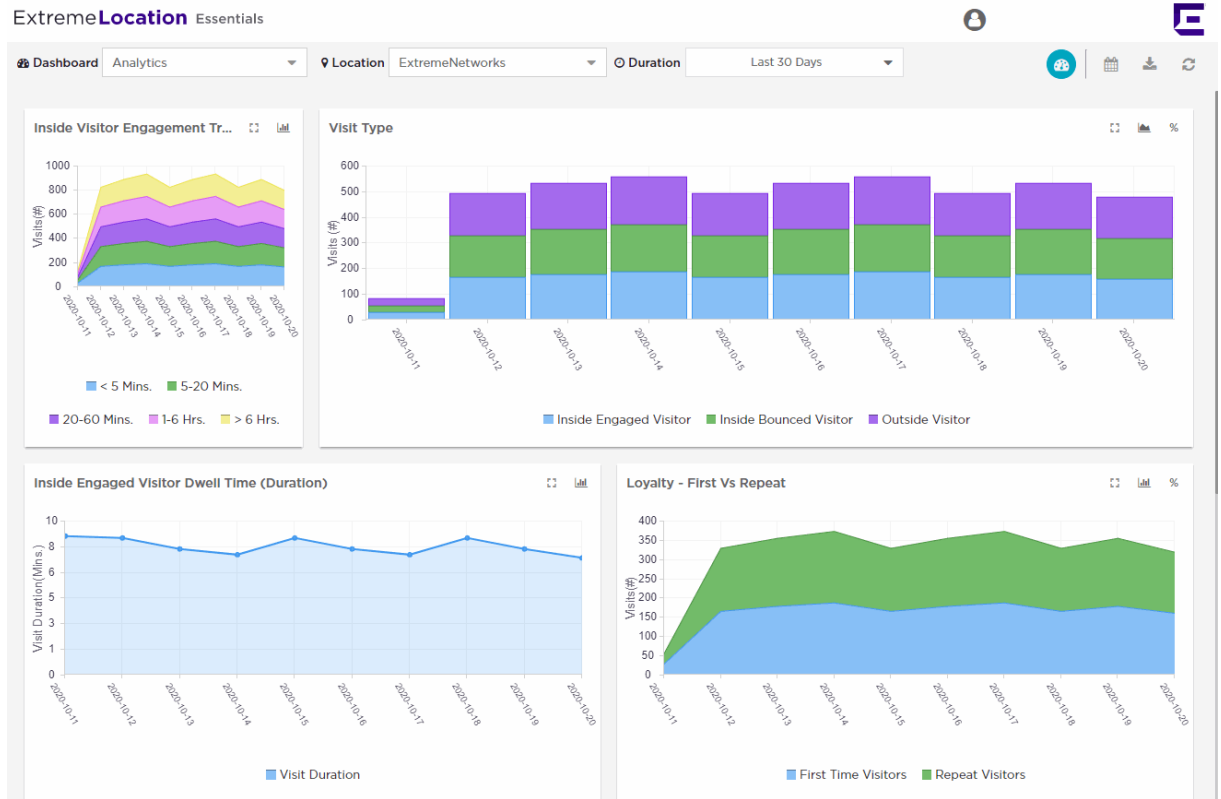 ExtremeLocation Essentials
Dashboard Analytics Location ExtremeNetworks Duration Last 30 Days
Inside Visitor Engagement Tr...
1000
800
600
400
200
0
Visits(#)
2020-10-11 2020-10-12 2020-10-13 2020-10-14 2020-10-15 2020-10-16 2020-10-17 2020-10-18 2020-10-19 2020-10-20
< 5 Mins. 5-20 Mins.
20-60 Mins. 1-6 Hrs. > 6 Hrs.
Visit Type
%
600
500
400
300
200
100
0
Visits (#)
2020-10-11 2020-10-12 2020-10-13 2020-10-14 2020-10-15 2020-10-16 2020-10-17 2020-10-18 2020-10-19 2020-10-20
Inside Engaged Visitor Inside Bounced Visitor Outside Visitor
Inside Engaged Visitor Dwell Time (Duration)
10
8
6
5
3
1
0
Visit Duration(Mins.)
2020-10-11 2020-10-12 2020-10-13 2020-10-14 2020-10-15 2020-10-16 2020-10-17 2020-10-18 2020-10-19 2020-10-20
Visit Duration
Loyalty - First Vs Repeat
%
400
350
300
250
200
150
100
50
0
Visits(#)
2020-10-11 2020-10-12 2020-10-13 2020-10-14 2020-10-15 2020-10-16 2020-10-17 2020-10-18 2020-10-19 2020-10-20
First Time Visitors Repeat Visitors